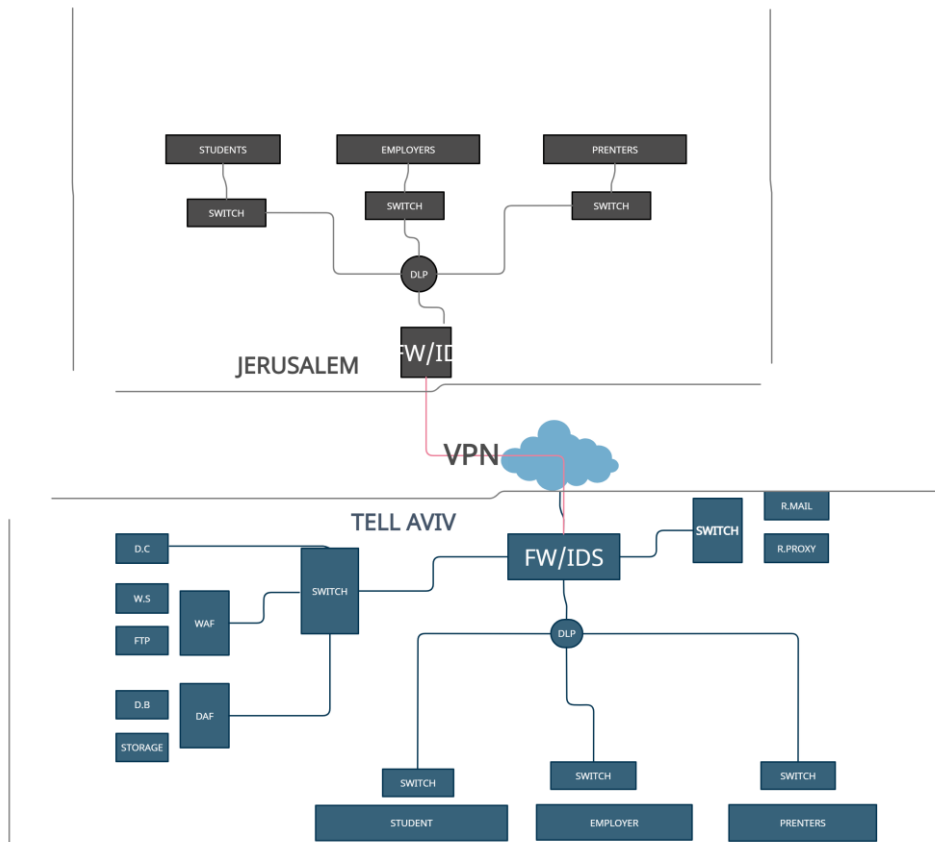 STUDENTS
EMPLOYERS
PRENTERS
SWITCH
SWITCH
SWITCH
DLP
FW/ID
JERUSALEM
VPN
TELL AVIV
R.MAIL
SWITCH
R.PROXY
D.C
FW/IDS
SWITCH
W.S
WAF
FTP
DLP
D.B
DAF
STORAGE
SWITCH
SWITCH
SWITCH
STUDENT
EMPLOYER
PRENTERS